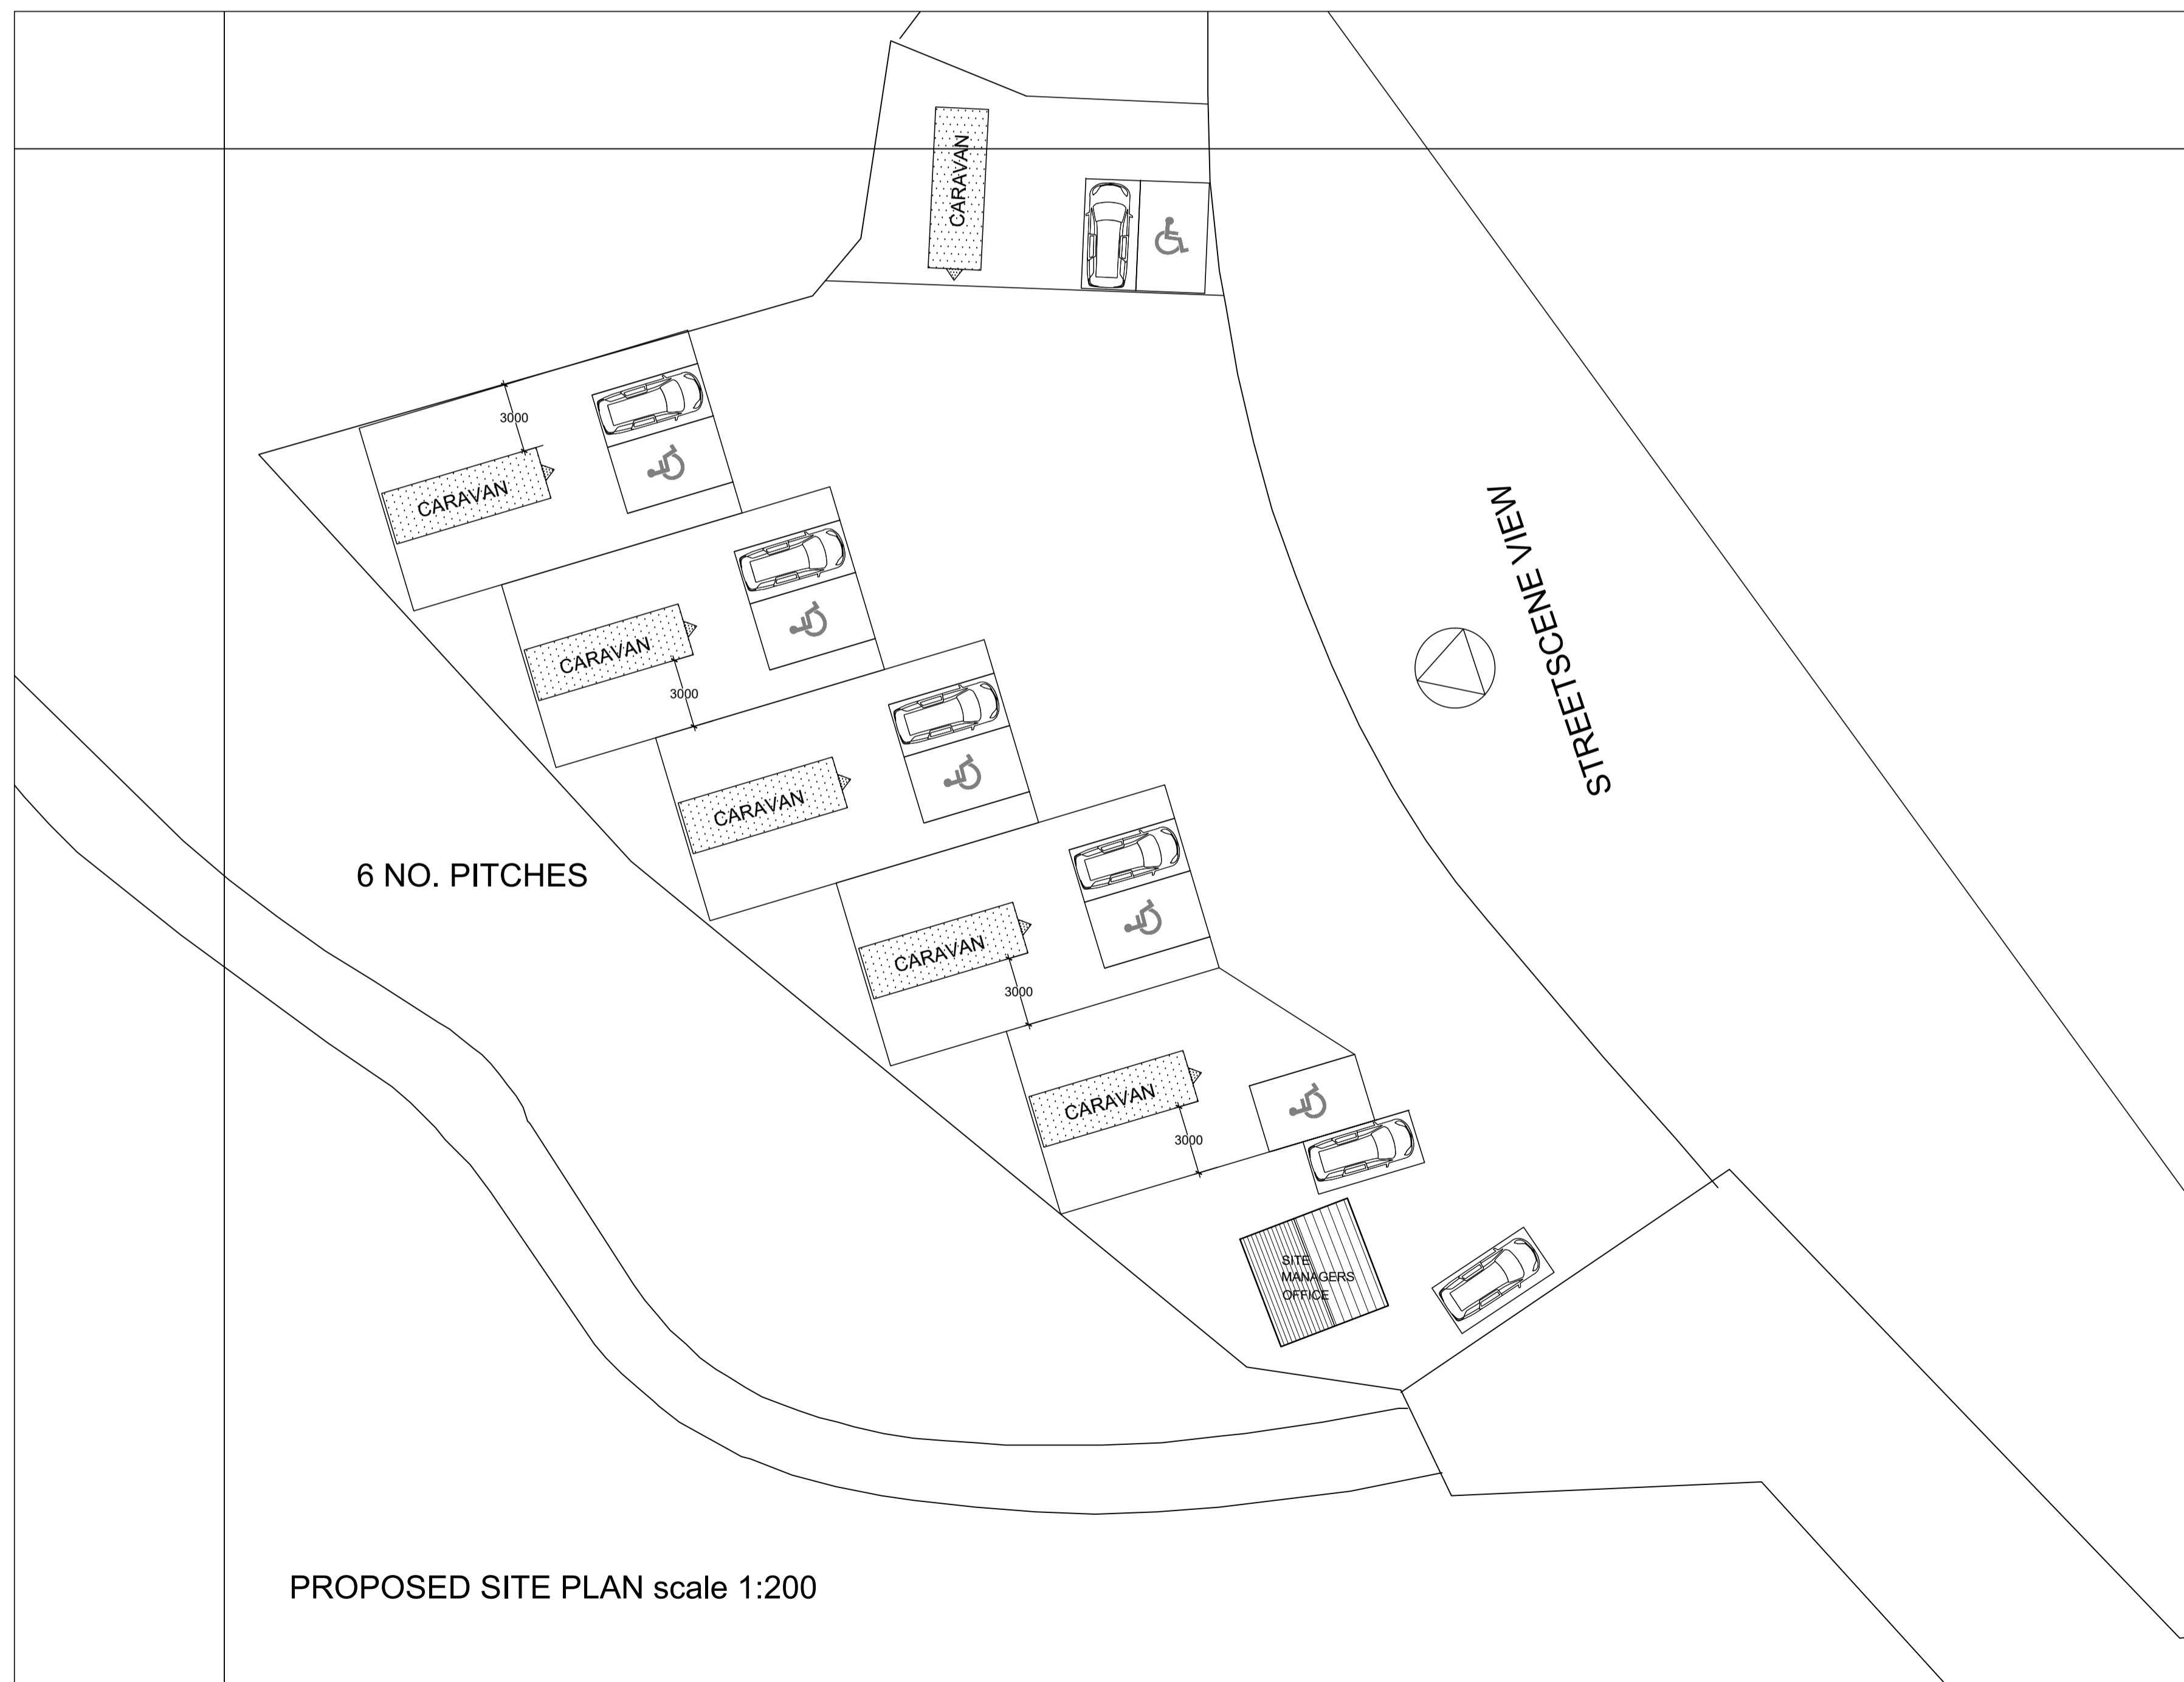 CARAVAN
3000
CARAVAN
STREETSCENE VIEW
CARAVAN
3000
CARAVAN
6 NO. PITCHES
CARAVAN
3000
CARAVAN
3000
SITE
MANAGERS
OFFICE
PROPOSED SITE PLAN scale 1:200